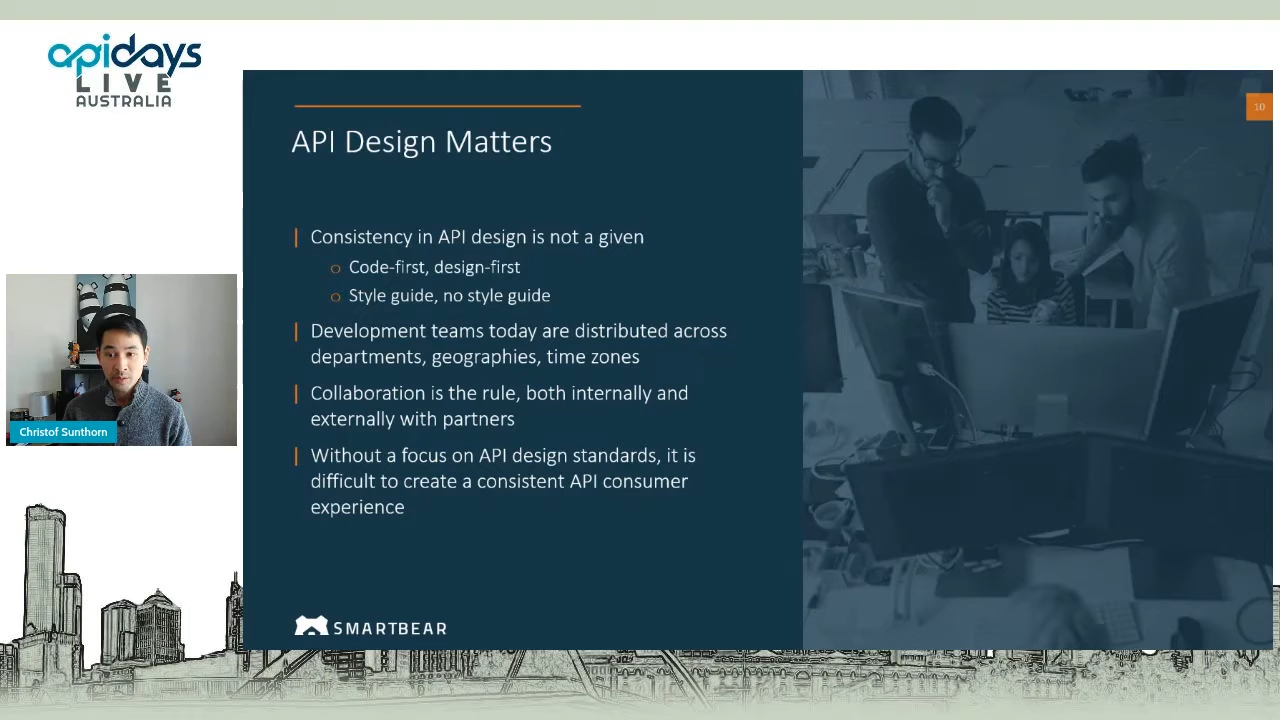 apidays
LIVE
AUSTRALIA
10
API Design Matters
| Consistency in API design is not a given
o Code-first, design-first
o Style guide, no style guide
| Development teams today are distributed across
departments, geographies, time zones
| Collaboration is the rule, both internally and
externally with partners
| Without a focus on API design standards, it is
difficult to create a consistent API consumer
experience
Christof Sunthorn
SMARTBEAR